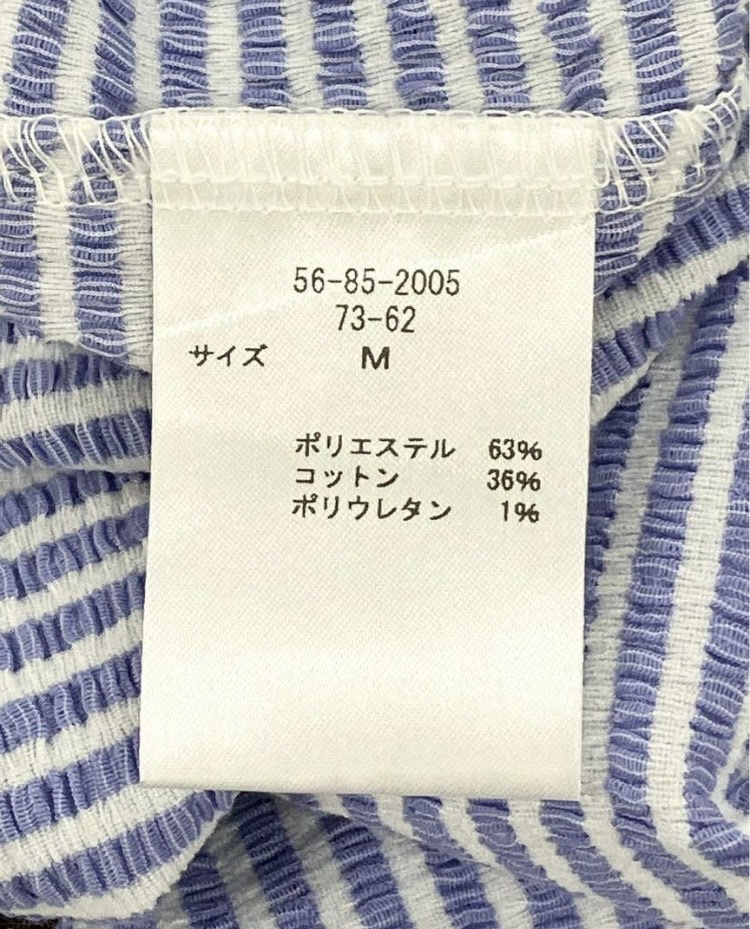 56-85-2005
73-62
サイズ M
ポリエステル 63%
コットン 36%
ポリウレタン 1%